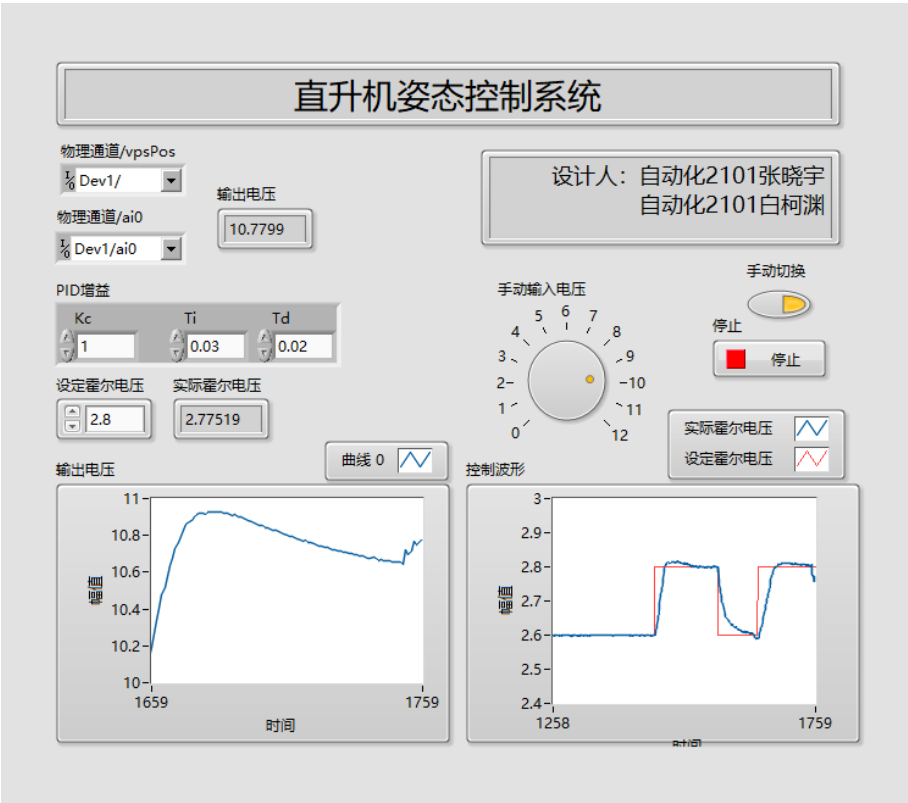 直升机姿态控制系统
物理通道/vpsPos
Dev1/
物理通道/ai0
Dev1/ai0
输出电压
10.7799
设计人：自动化2101张晓宇
自动化2101白柯渊
PID增益
Kc Ti Td
1 0.03 0.02
设定霍尔电压 实际霍尔电压
2.8 2.77519
手动输入电压
0 1 2 3 4 5 6 7 8 9 10 11 12
手动切换
停止
停止
实际霍尔电压
设定霍尔电压
输出电压
曲线 0
幅值
11
10.8
10.6
10.4
10.2
10
1659 1759
时间
控制波形
幅值
3
2.9
2.8
2.7
2.6
2.5
2.4
1258 1759
时间